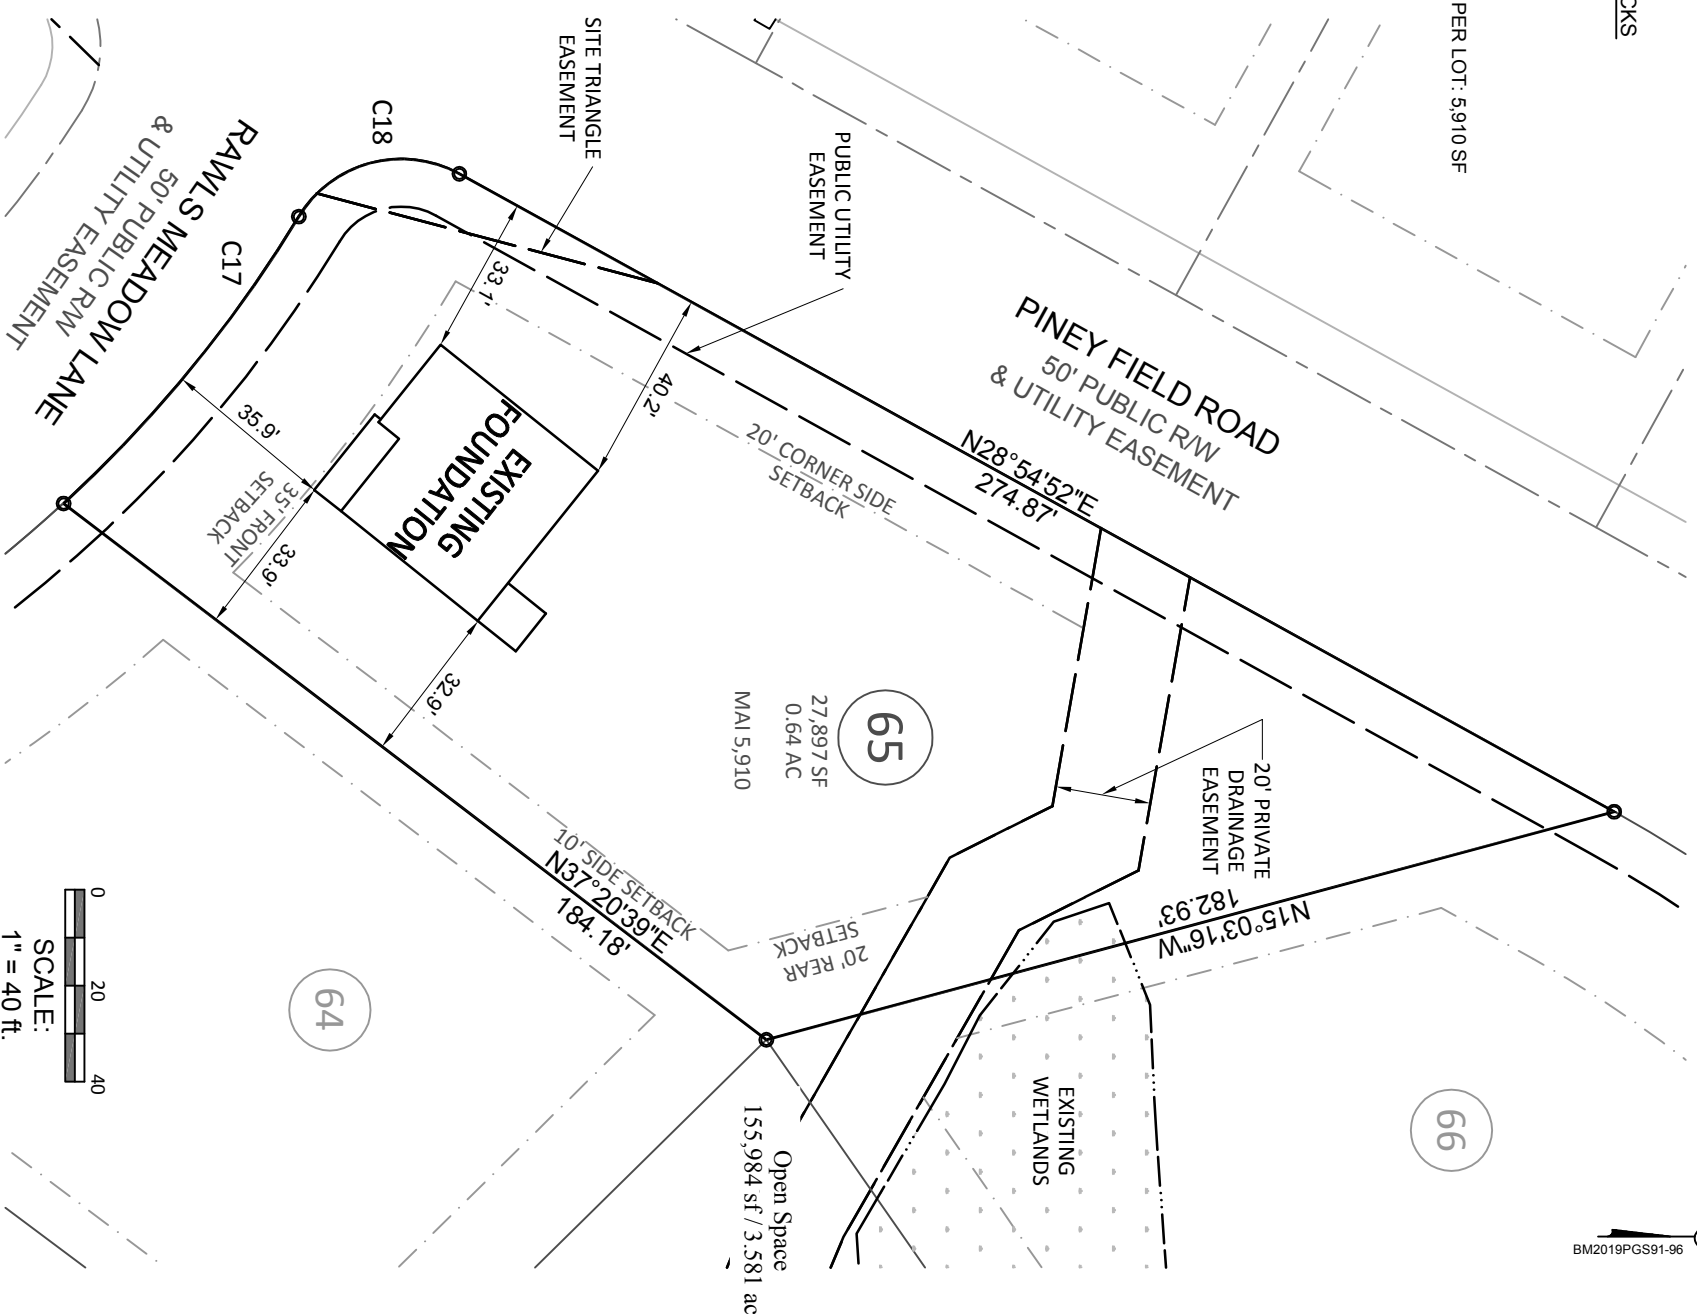 CKS
PER LOT: 5,910 SF
SITE TRIANGLE
EASEMENT
C18
PUBLIC UTILITY
EASEMENT
RAWLS MEADOW LANE
50' PUBLIC R/W
& UTILITY EASEMENT
C17
33.1'
40.2'
PINEY FIELD ROAD
50' PUBLIC R/W
& UTILITY EASEMENT
N28°54'52"E
274.87'
20' CORNER SIDE
SETBACK
EXISTING
FOUNDATION
35.9'
35' FRONT
SETBACK
33.9'
32.9'
65
27,897 SF
0.64 AC
MAI 5,910
20' PRIVATE
DRAINAGE
EASEMENT
N15°03'16"W
182.93'
10' SIDE SETBACK
N37°20'39"E
184.18'
20' REAR
SETBACK
EXISTING
WETLANDS
66
64
Open Space
155,984 sf / 3.581 ac
0 20 40
SCALE:
1" = 40 ft.
BM2019PGS91-96